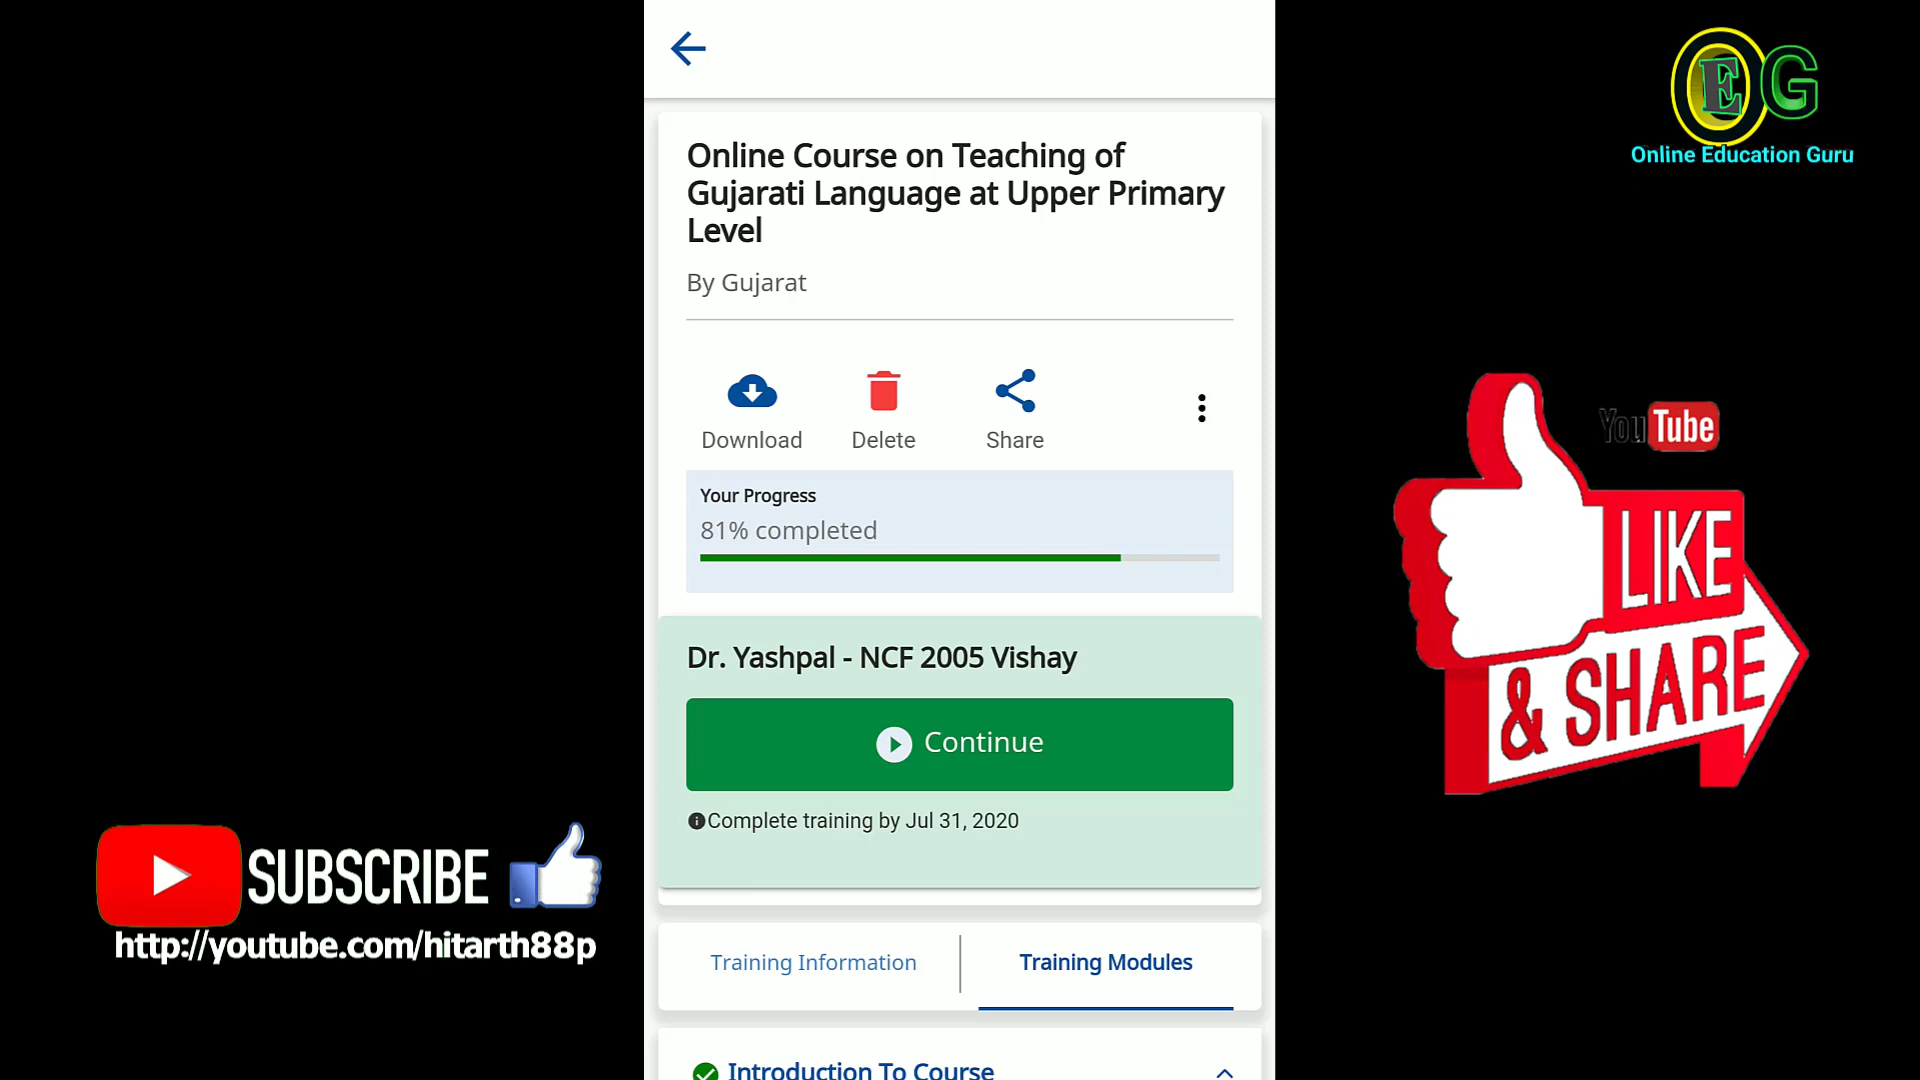 Online Course on Teaching of
Gujarati Language at Upper Primary
Level
By Gujarat
Download
Delete
Share
Your Progress
81% completed
Dr. Yashpal - NCF 2005 Vishay
Continue
Complete training by Jul 31, 2020
Training Information
Training Modules
Introduction To Course
SUBSCRIBE
http://youtube.com/hitarth88p
OEG
Online Education Guru
YouTube
LIKE
& SHARE